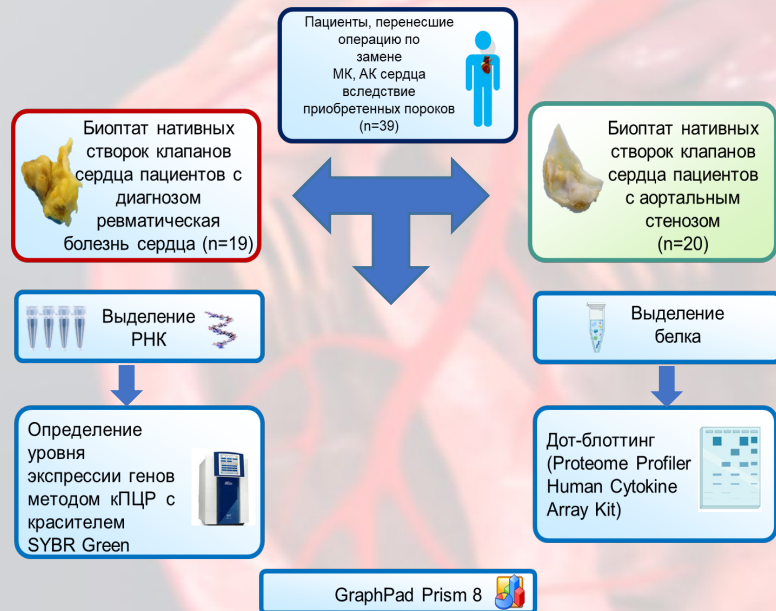 Пациенты, перенесшие
операцию по
замене
МК, АК сердца
вследствие
приобретенных пороков
(n=39)
Биоптат нативных
створок клапанов
сердца пациентов с
диагнозом
ревматическая
болезнь сердца (n=19)
Биоптат нативных
створок клапанов
сердца пациентов
с аортальным
стенозом
(n=20)
Выделение
РНК
Выделение
белка
Определение
уровня
экспрессии генов
методом кПЦР с
красителем
SYBR Green
Дот-блоттинг
(Proteome Profiler
Human Cytokine
Array Kit)
GraphPad Prism 8